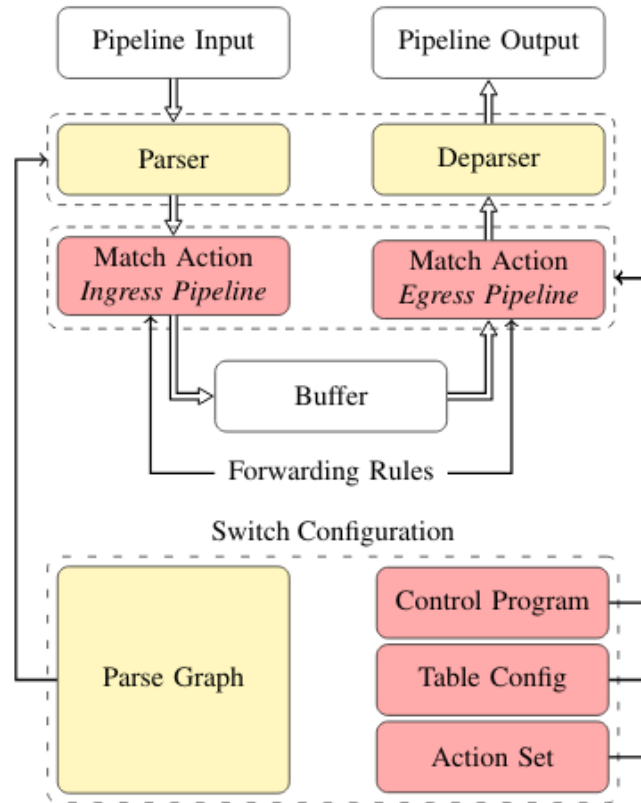 Pipeline Input
Pipeline Output
Parser
Deparser
Match Action
Ingress Pipeline
Match Action
Egress Pipeline
Buffer
Forwarding Rules
Switch Configuration
Parse Graph
Control Program
Table Config
Action Set